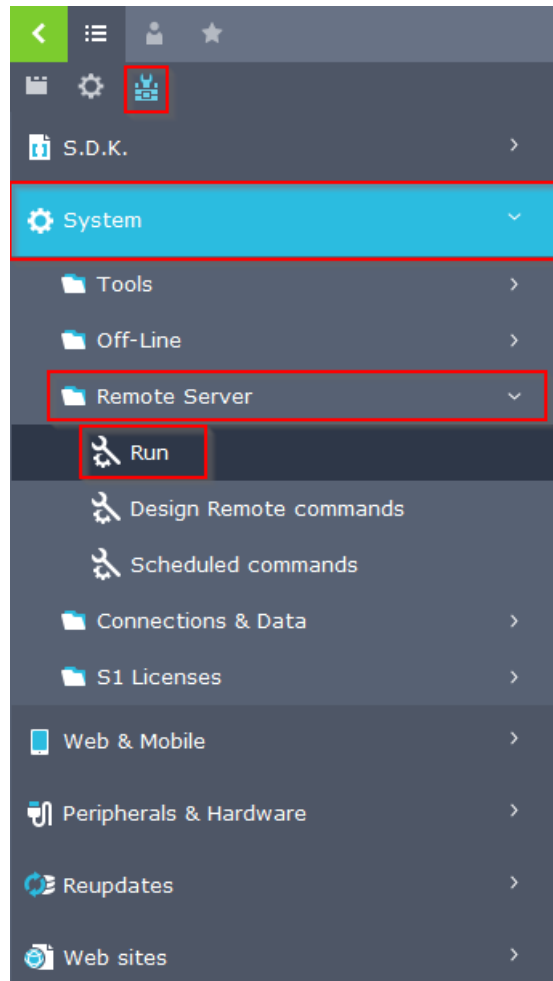 S.D.K.
System
Tools
Off-Line
Remote Server
Run
Design Remote commands
Scheduled commands
Connections & Data
S1 Licenses
Web & Mobile
Peripherals & Hardware
Reupdates
Web sites